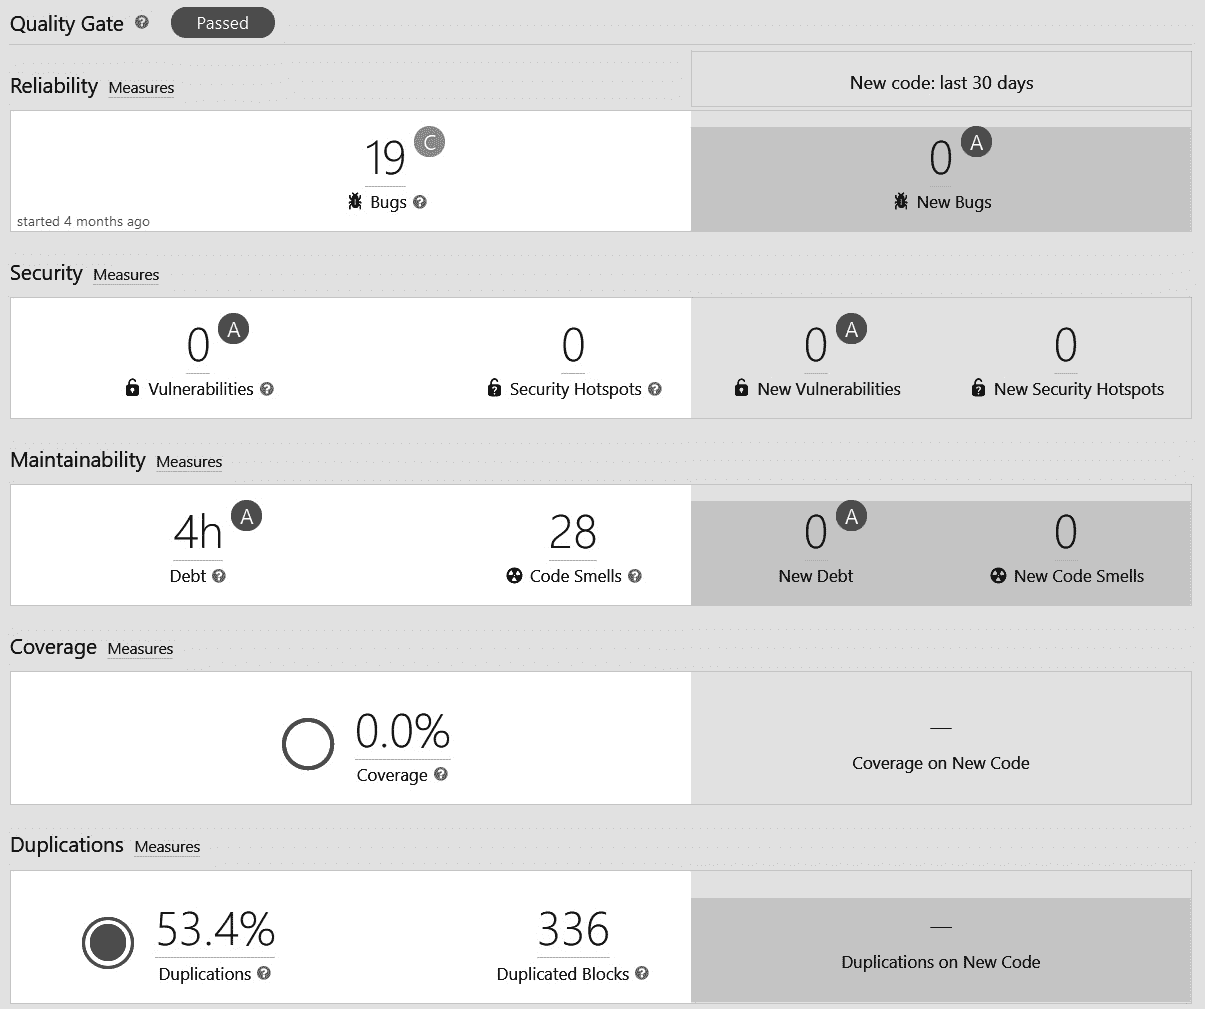 Quality Gate ? Passed
Reliability Measures
New code: last 30 days
19 C
Bugs ?
started 4 months ago
0 A
New Bugs
Security Measures
0 A
Vulnerabilities ?
0
Security Hotspots ?
0 A
New Vulnerabilities
0
New Security Hotspots
Maintainability Measures
4h A
Debt ?
28
Code Smells ?
0 A
New Debt
0
New Code Smells
Coverage Measures
0.0%
Coverage ?
—
Coverage on New Code
Duplications Measures
53.4%
Duplications ?
336
Duplicated Blocks ?
—
Duplications on New Code